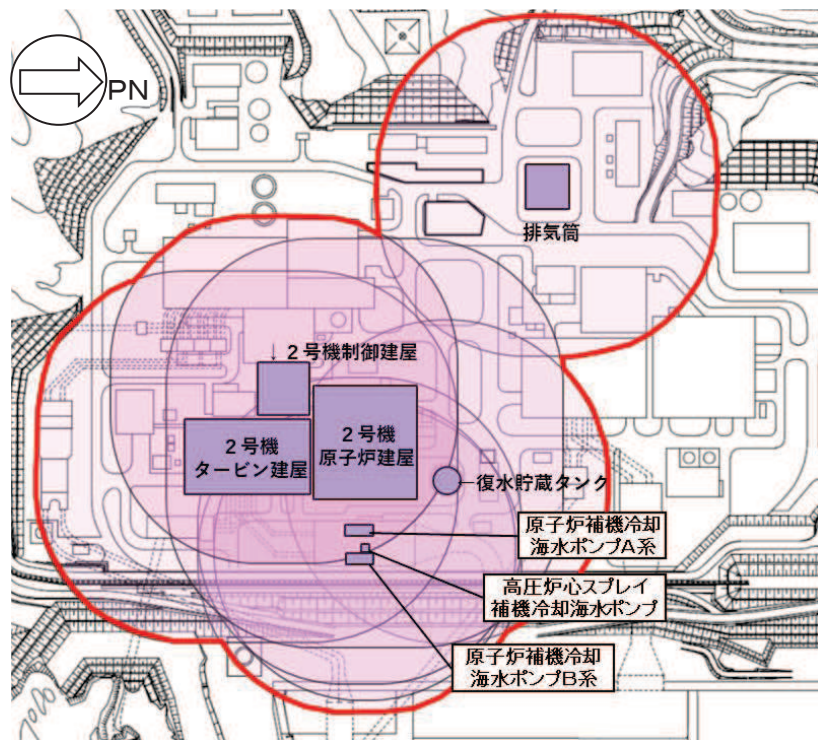 PN
排気筒
↓ ２号機制御建屋
２号機
タービン建屋
２号機
原子炉建屋
復水貯蔵タンク
原子炉補機冷却
海水ポンプA系
高圧炉心スプレイ
補機冷却海水ポンプ
原子炉補機冷却
海水ポンプB系